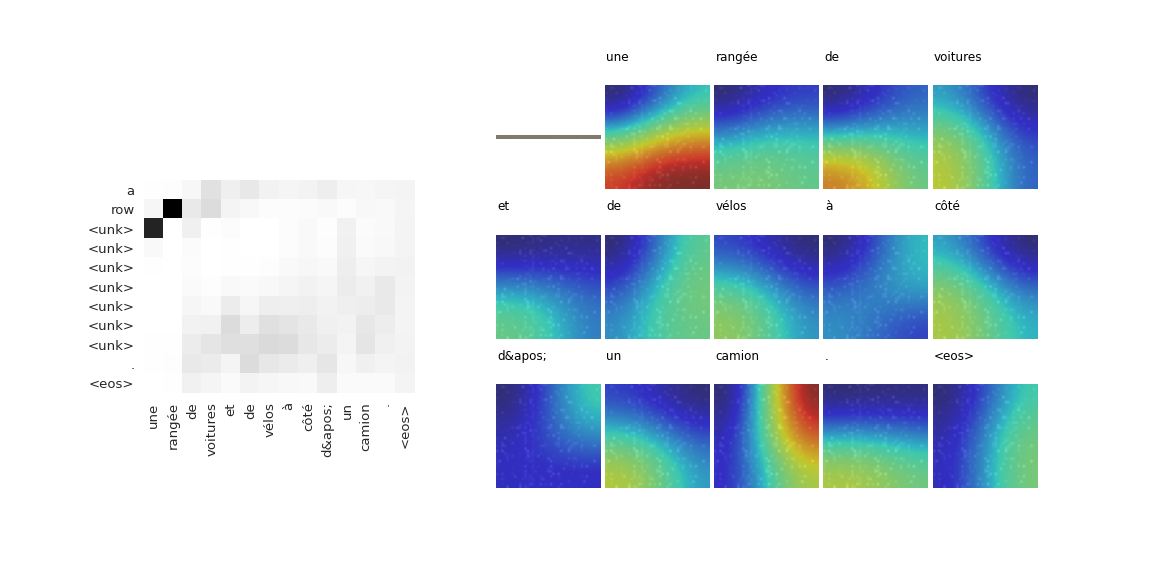 a
row
<unk>
<unk>
<unk>
<unk>
<unk>
<unk>
<unk>
.
<eos>
une
rangée
de
voitures
et
de
vélos
à
côté
d&apos;
un
camion
.
<eos>
une rangée de voitures
et de vélos à côté
d&apos; un camion . <eos>